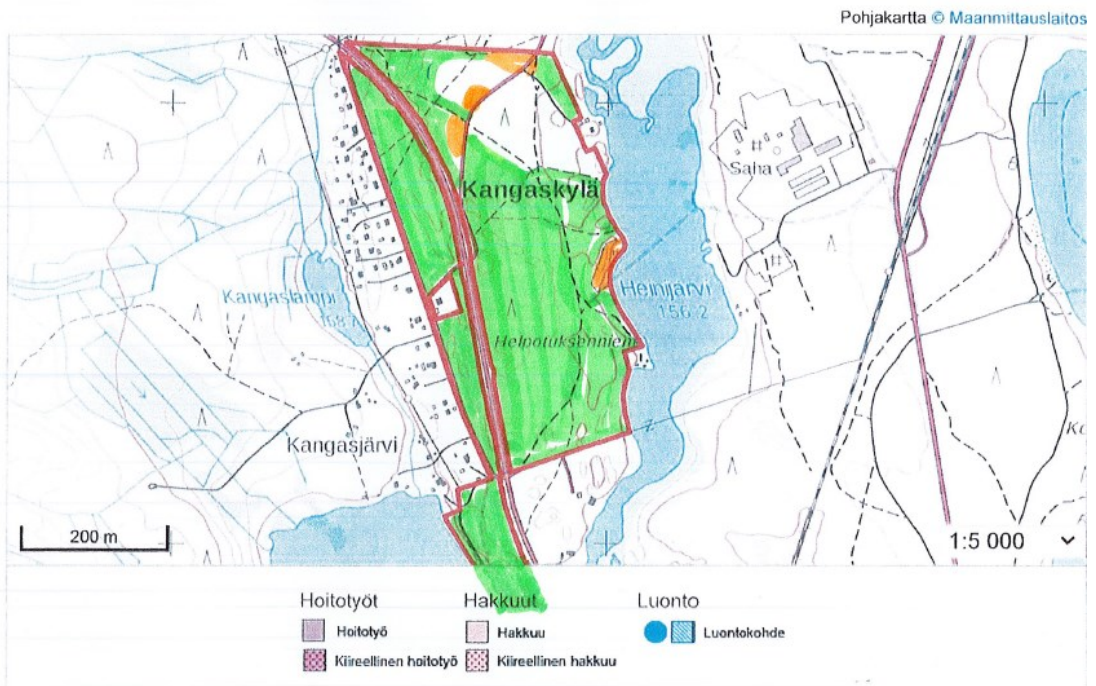 Pohjakartta © Maanmittauslaitos
Saha
Kangaskylä
Kangaslampi
Heinijärvi
156.2
Helpotuksenniemi
Kangasjärvi
200 m
1:5 000
Hoitotyöt
Hakkuut
Luonto
Hoitotyö
Hakkuu
Luontokohde
Kiireellinen hoitotyö
Kiireellinen hakkuu